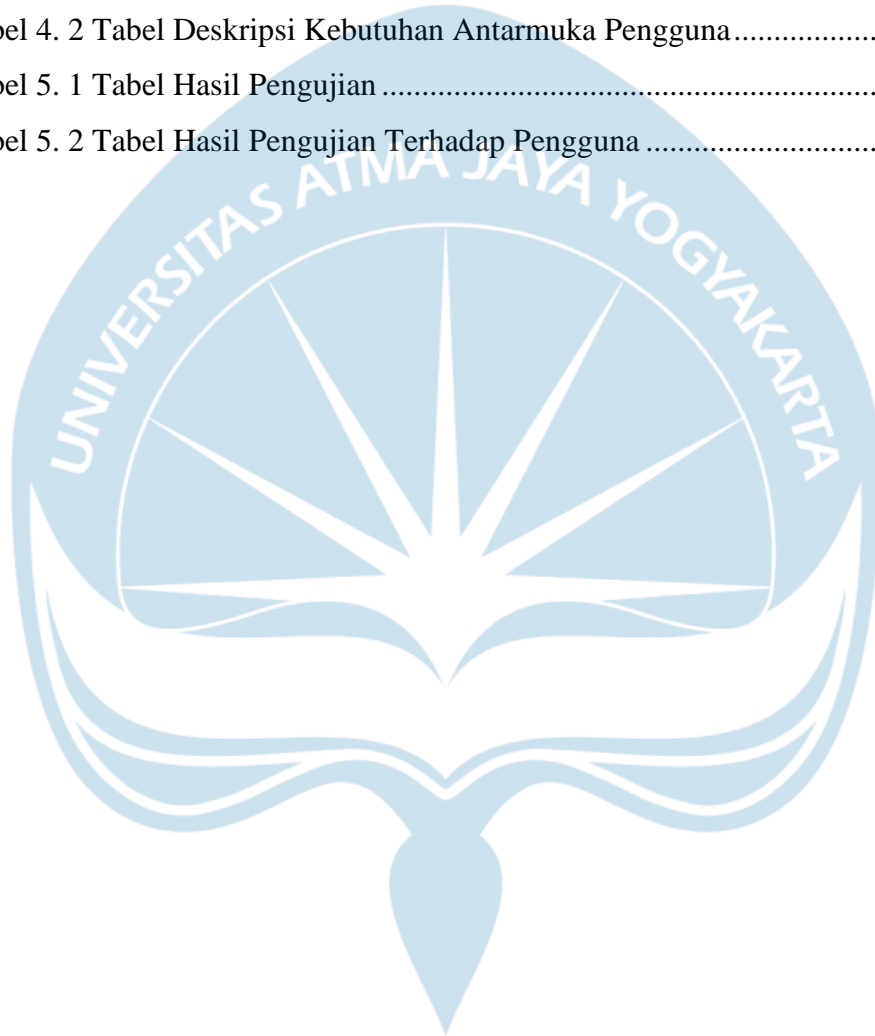 bel 4. 2 Tabel Deskripsi Kebutuhan Antarmuka Pengguna..................
bel 5. 1 Tabel Hasil Pengujian.............................................................
bel 5. 2 Tabel Hasil Pengujian Terhadap Pengguna.............................
UNIVERSITAS ATMA JAYA YOGYAKARTA